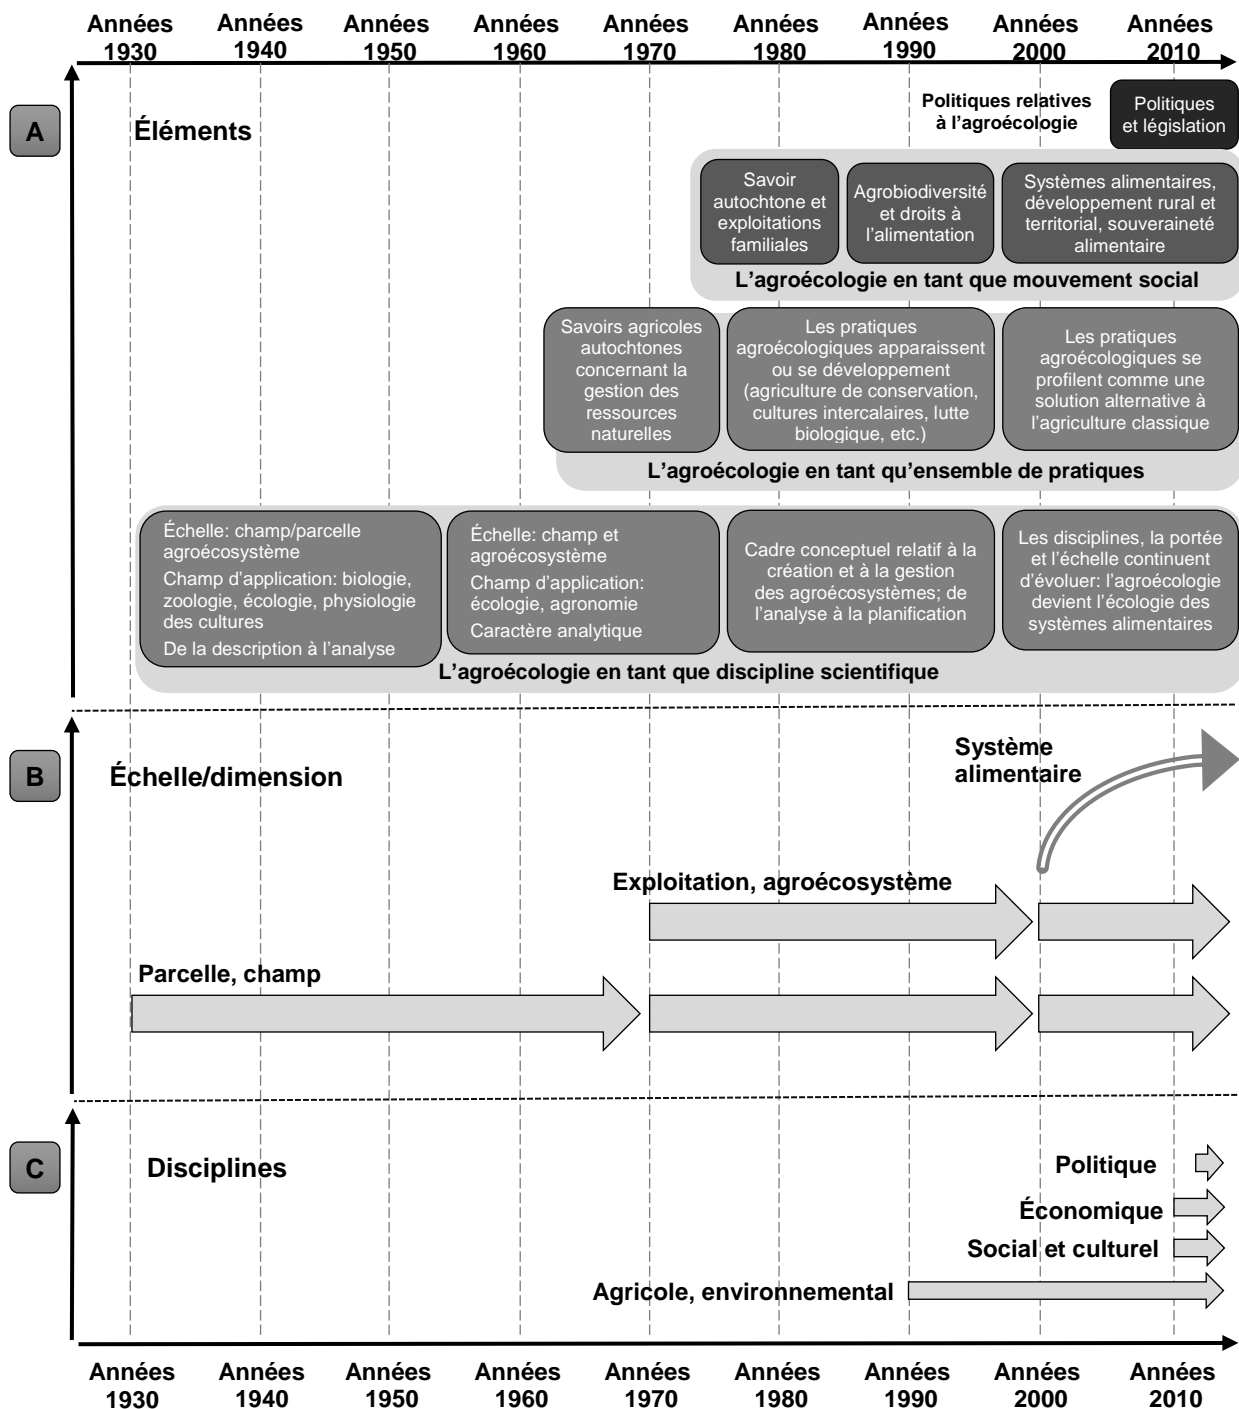 Années
1930
Années
1940
Années
1950
Années
1960
Années
1970
Années
1980
Années
1990
Années
2000
Années
2010
A
Éléments
Politiques relatives
à l'agroécologie
Politiques
et législation
Savoir
autochtone et
exploitations
familiales
Agrobiodiversité
et droits à
l'alimentation
Systèmes alimentaires,
développement rural et
territorial, souveraineté
alimentaire
L'agroécologie en tant que mouvement social
Savoirs agricoles
autochtones
concernant la
gestion des
ressources
naturelles
Les pratiques
agroécologiques apparaissent
ou se développement
(agriculture de conservation,
cultures intercalaires, lutte
biologique, etc.)
Les pratiques
agroécologiques se
profilent comme une
solution alternative à
l'agriculture classique
L'agroécologie en tant qu'ensemble de pratiques
Échelle: champ/parcelle
agroécosystème
Champ d'application: biologie,
zoologie, écologie, physiologie
des cultures
De la description à l'analyse
Échelle: champ et
agroécosystème
Champ d'application:
écologie, agronomie
Caractère analytique
Cadre conceptuel relatif à la
création et à la gestion
des agroécosystèmes; de
l'analyse à la planification
Les disciplines, la portée
et l'échelle continuent
d'évoluer: l'agroécologie
devient l'écologie des
systèmes alimentaires
L'agroécologie en tant que discipline scientifique
B
Échelle/dimension
Système
alimentaire
Exploitation, agroécosystème
Parcelle, champ
C
Disciplines
Politique
Économique
Social et culturel
Agricole, environnemental
Années
1930
Années
1940
Années
1950
Années
1960
Années
1970
Années
1980
Années
1990
Années
2000
Années
2010